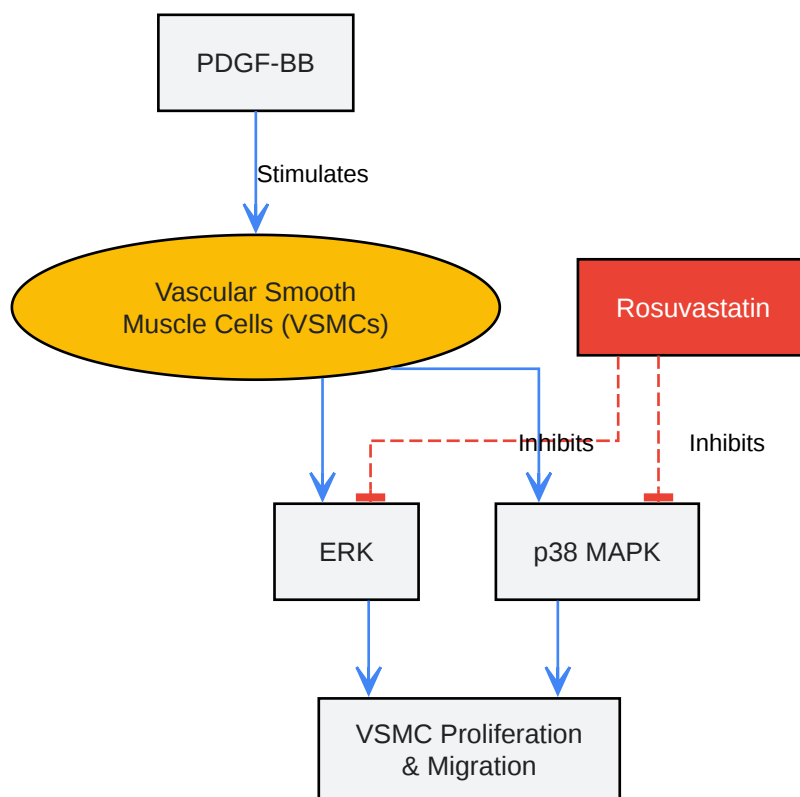 PDGF-BB
Stimulates
Vascular Smooth
Muscle Cells (VSMCs)
Rosuvastatin
Inhibits
Inhibits
ERK
p38 MAPK
VSMC Proliferation
& Migration